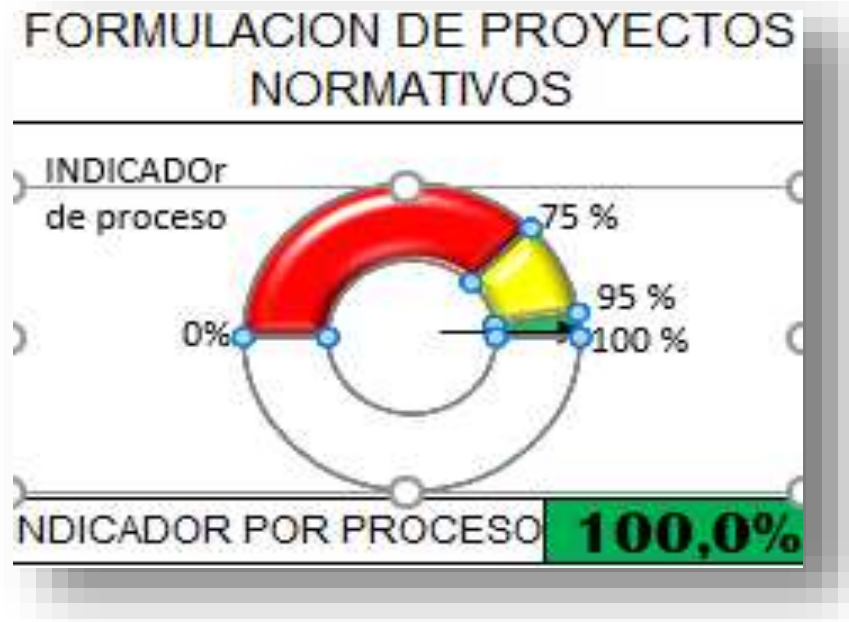 FORMULACION DE PROYECTOS
NORMATIVOS
INDICADOr
de proceso
75 %
95 %
0%
100 %
NDICADOR POR PROCESO
100,0%